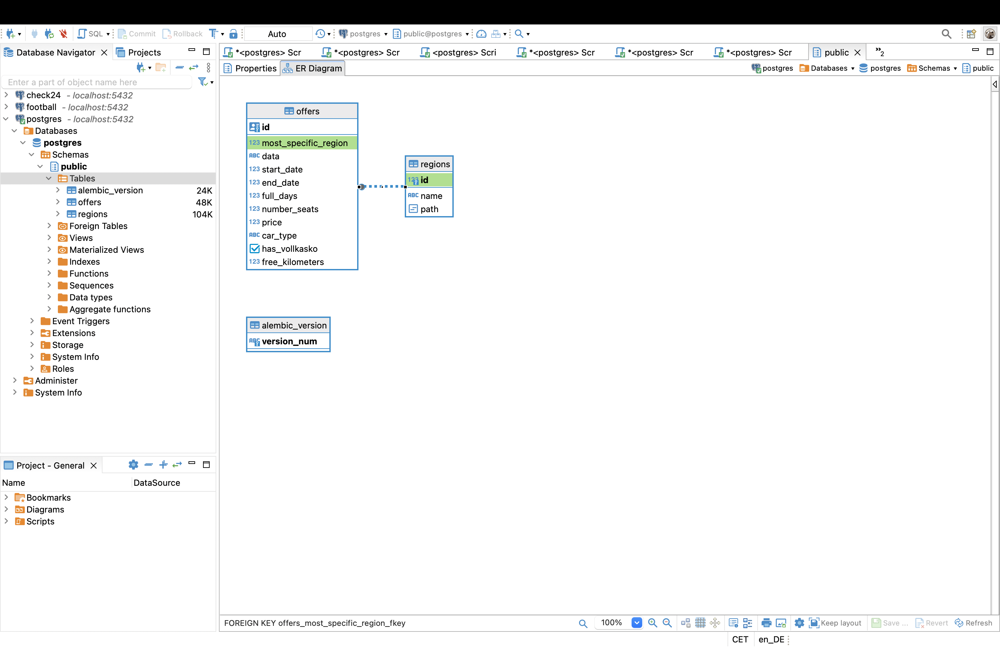 SQL Commit Rollback Auto postgres public@postgres
Database Navigator Projects
Enter a part of object name here
check24 - localhost:5432
football - localhost:5432
postgres - localhost:5432
Databases
postgres
Schemas
public
Tables
alembic_version 24K
offers 48K
regions 104K
Foreign Tables
Views
Materialized Views
Indexes
Functions
Sequences
Data types
Aggregate functions
Event Triggers
Extensions
Storage
System Info
Roles
Administer
System Info
Project - General
Name DataSource
Bookmarks
Diagrams
Scripts
*<postgres> Scr *<postgres> Scr <postgres> Scri *<postgres> Scr *<postgres> Scr *<postgres> Scr public »2
Properties ER Diagram postgres Databases postgres Schemas public
offers
id
123 most_specific_region
ABC data
123 start_date
123 end_date
123 full_days
123 number_seats
123 price
ABC car_type
has_vollkasko
123 free_kilometers
regions
123 id
ABC name
path
alembic_version
ABC version_num
FOREIGN KEY offers_most_specific_region_fkey 100% Keep layout Save ... Revert Refresh
CET en_DE